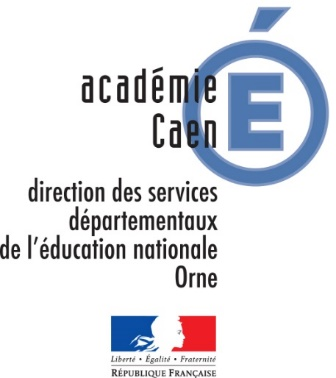 académie
Caen
É
direction des services
départementaux
de l'éducation nationale
Orne
Liberté • Égalité • Fraternité
RÉPUBLIQUE FRANÇAISE